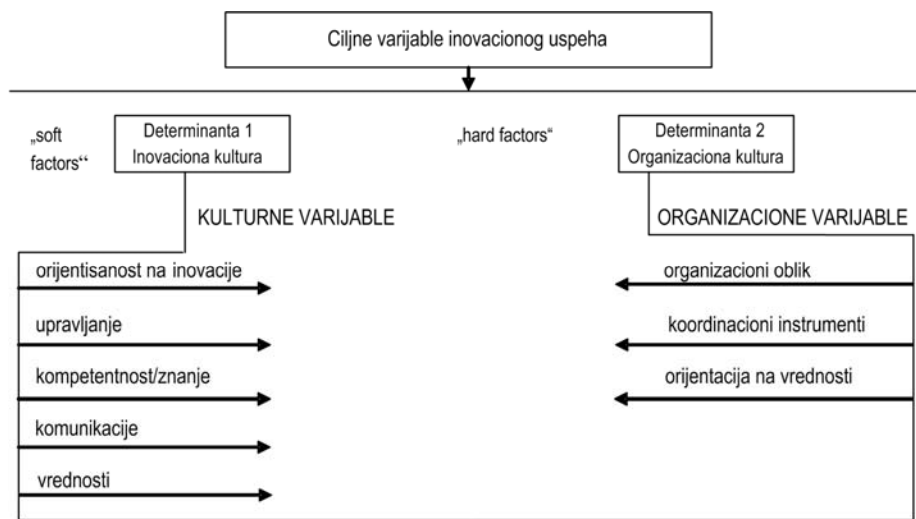 Ciljne varijable inovacionog uspeha
„soft
factors“
Determinanta 1
Inovaciona kultura
„hard factors“
Determinanta 2
Organizaciona kultura
KULTURNE VARIJABLE
ORGANIZACIONE VARIJABLE
orijentisanost na inovacije
organizacioni oblik
upravljanje
koordinacioni instrumenti
kompetentnost/znanje
orijentacija na vrednosti
komunikacije
vrednosti